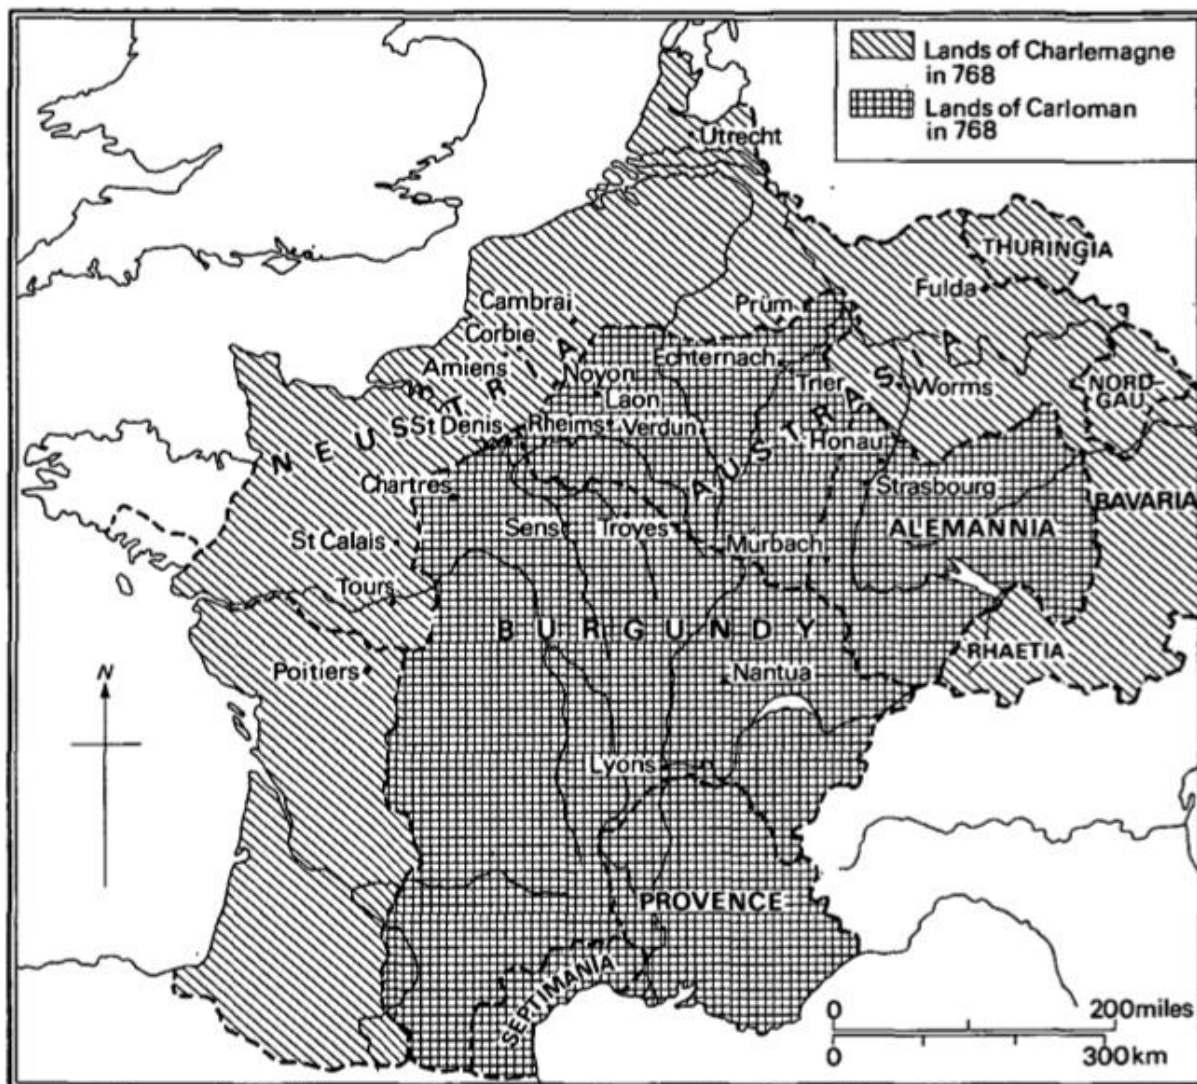 Lands of Charlemagne
in 768
Lands of Carloman
in 768
Utrecht
THURINGIA
Fulda
Cambrai
Prüm
Corbie
Echternach
Amiens
Noyon
Trier
Worms
NORD-
GAU
Laon
NEUSTRIA
St Denis
Rheims
Verdun
AUSTRASIA
Honau
Chartres
Strasbourg
BAVARIA
Sens
Troyes
Murbach
ALEMANNIA
St Calais
Tours
BURGUNDY
RHAETIA
Poitiers
Nantua
N
Lyons
PROVENCE
SEPTIMANIA
0 200miles
0 300km